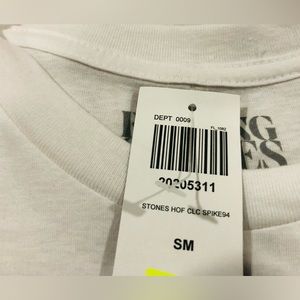 DEPT 0009
20205311
STONES HOF CLC SPIKE94
SM